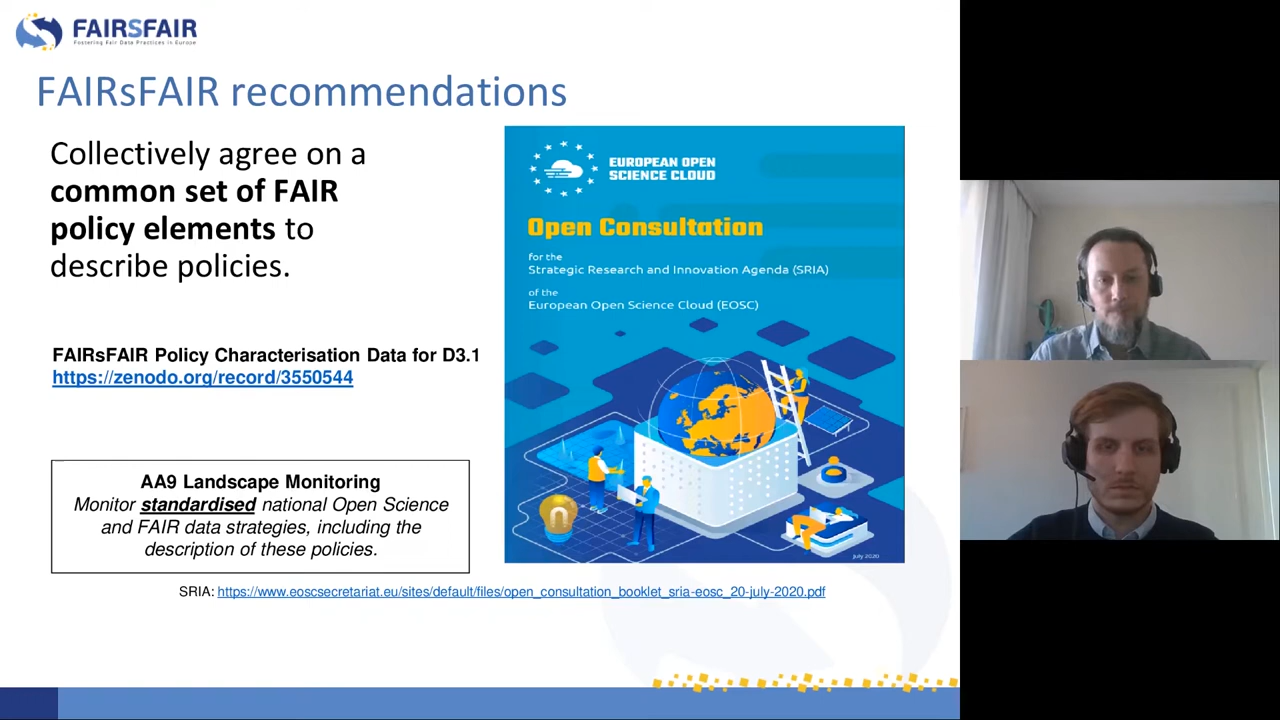 FAIRSFAIR
Fostering Fair Data Practices in Europe
FAIRsFAIR recommendations
Collectively agree on a
common set of FAIR
policy elements to
describe policies.
FAIRsFAIR Policy Characterisation Data for D3.1
https://zenodo.org/record/3550544
AA9 Landscape Monitoring
Monitor standardised national Open Science
and FAIR data strategies, including the
description of these policies.
EUROPEAN OPEN
SCIENCE CLOUD
Open Consultation
for the
Strategic Research and Innovation Agenda (SRIA)
of the
European Open Science Cloud (EOSC)
July 2020
SRIA: https://www.eoscsecretariat.eu/sites/default/files/open_consultation_booklet_sria-eosc_20-july-2020.pdf